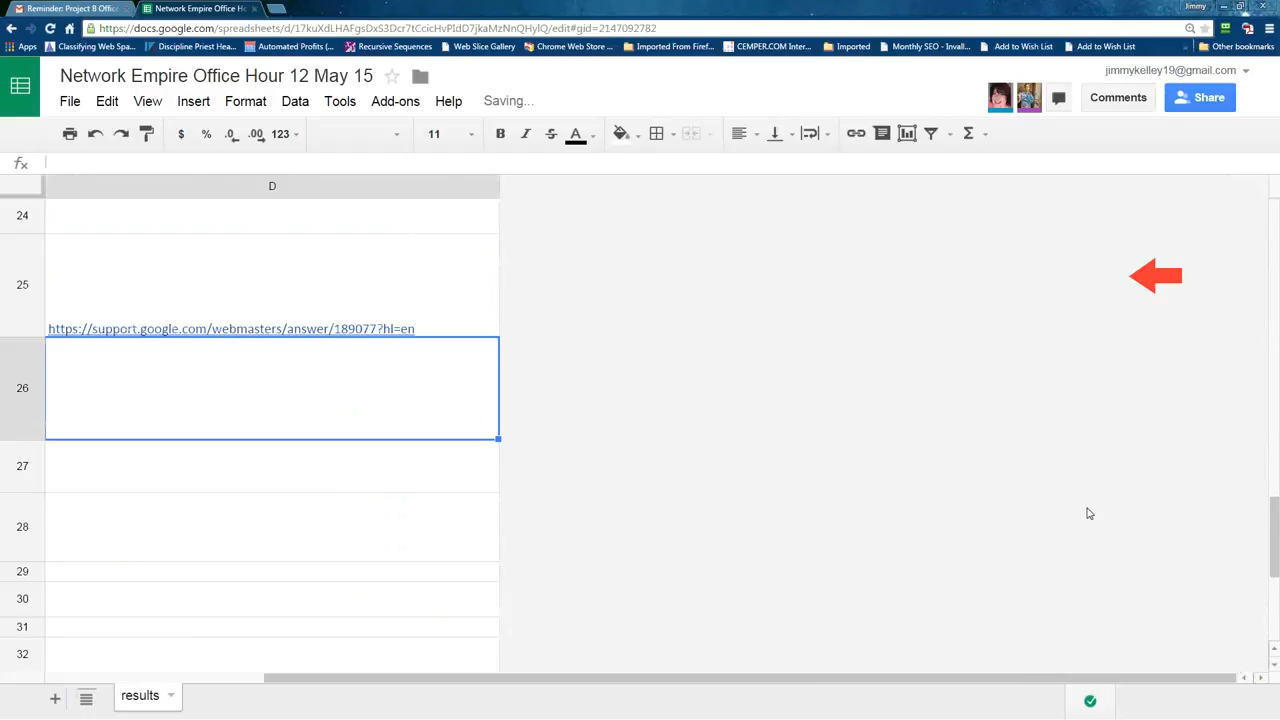 Reminder: Project B Offic
Network Empire Office H
Jimmy
https://docs.google.com/spreadsheets/d/17kuXdLHAFgsDxS3Dcr7tCcicHvPIdD7jkaMzNnQHylQ/edit#gid=2147092782
Apps
Classifying Web Spa...
Discipline Priest Hea...
Automated Profits (...
Recursive Sequences
Web Slice Gallery
Chrome Web Store ...
Imported From Firef...
CEMPER.COM Inter...
Imported
Monthly SEO - Invall...
Add to Wish List
Add to Wish List
Other bookmarks
Network Empire Office Hour 12 May 15
jimmykelley19@gmail.com
File Edit View Insert Format Data Tools Add-ons Help Saving...
Comments
Share
$ % .0 .00 123 11 B I S A Σ
fx
D
24
25
https://support.google.com/webmasters/answer/189077?hl=en
26
27
28
29
30
31
32
+ results